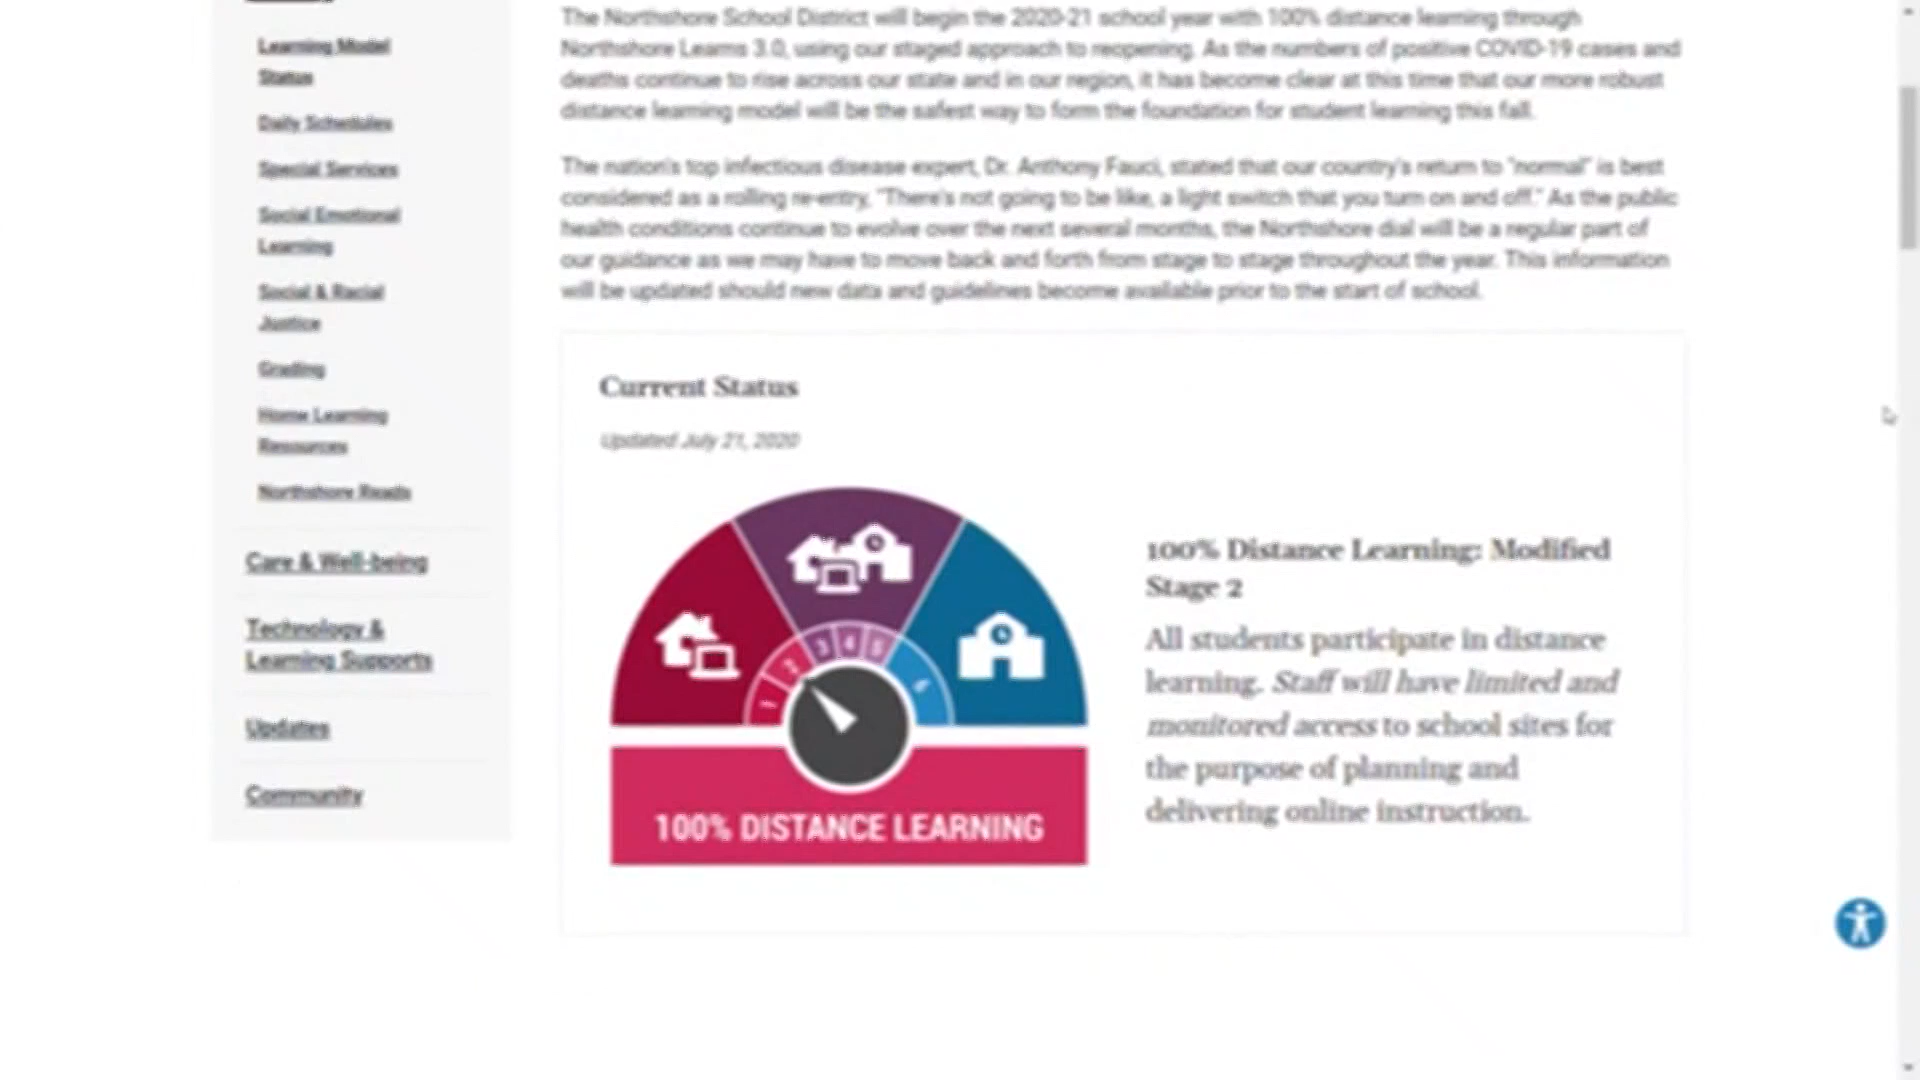 Learning Model
Status
Daily Schedules
Special Services
Social Emotional
Learning
Social & Racial
Justice
Grading
Home Learning
Resources
Northshore Reads
Care & Well-being
Technology &
Learning Supports
Updates
Community
The Northshore School District will begin the 2020-21 school year with 100% distance learning through
Northshore Learns 3.0, using our staged approach to reopening. As the numbers of positive COVID-19 cases and
deaths continue to rise across our state and in our region, it has become clear at this time that our more robust
distance learning model will be the safest way to form the foundation for student learning this fall.
The nation's top infectious disease expert, Dr. Anthony Fauci, stated that our country's return to "normal" is best
considered as a rolling re-entry, "There's not going to be like, a light switch that you turn on and off." As the public
health conditions continue to evolve over the next several months, the Northshore dial will be a regular part of
our guidance as we may have to move back and forth from stage to stage throughout the year. This information
will be updated should new data and guidelines become available prior to the start of school.
Current Status
Updated July 21, 2020
1 2 3 4 5 6
100% DISTANCE LEARNING
100% Distance Learning: Modified
Stage 2
All students participate in distance
learning. Staff will have limited and
monitored access to school sites for
the purpose of planning and
delivering online instruction.